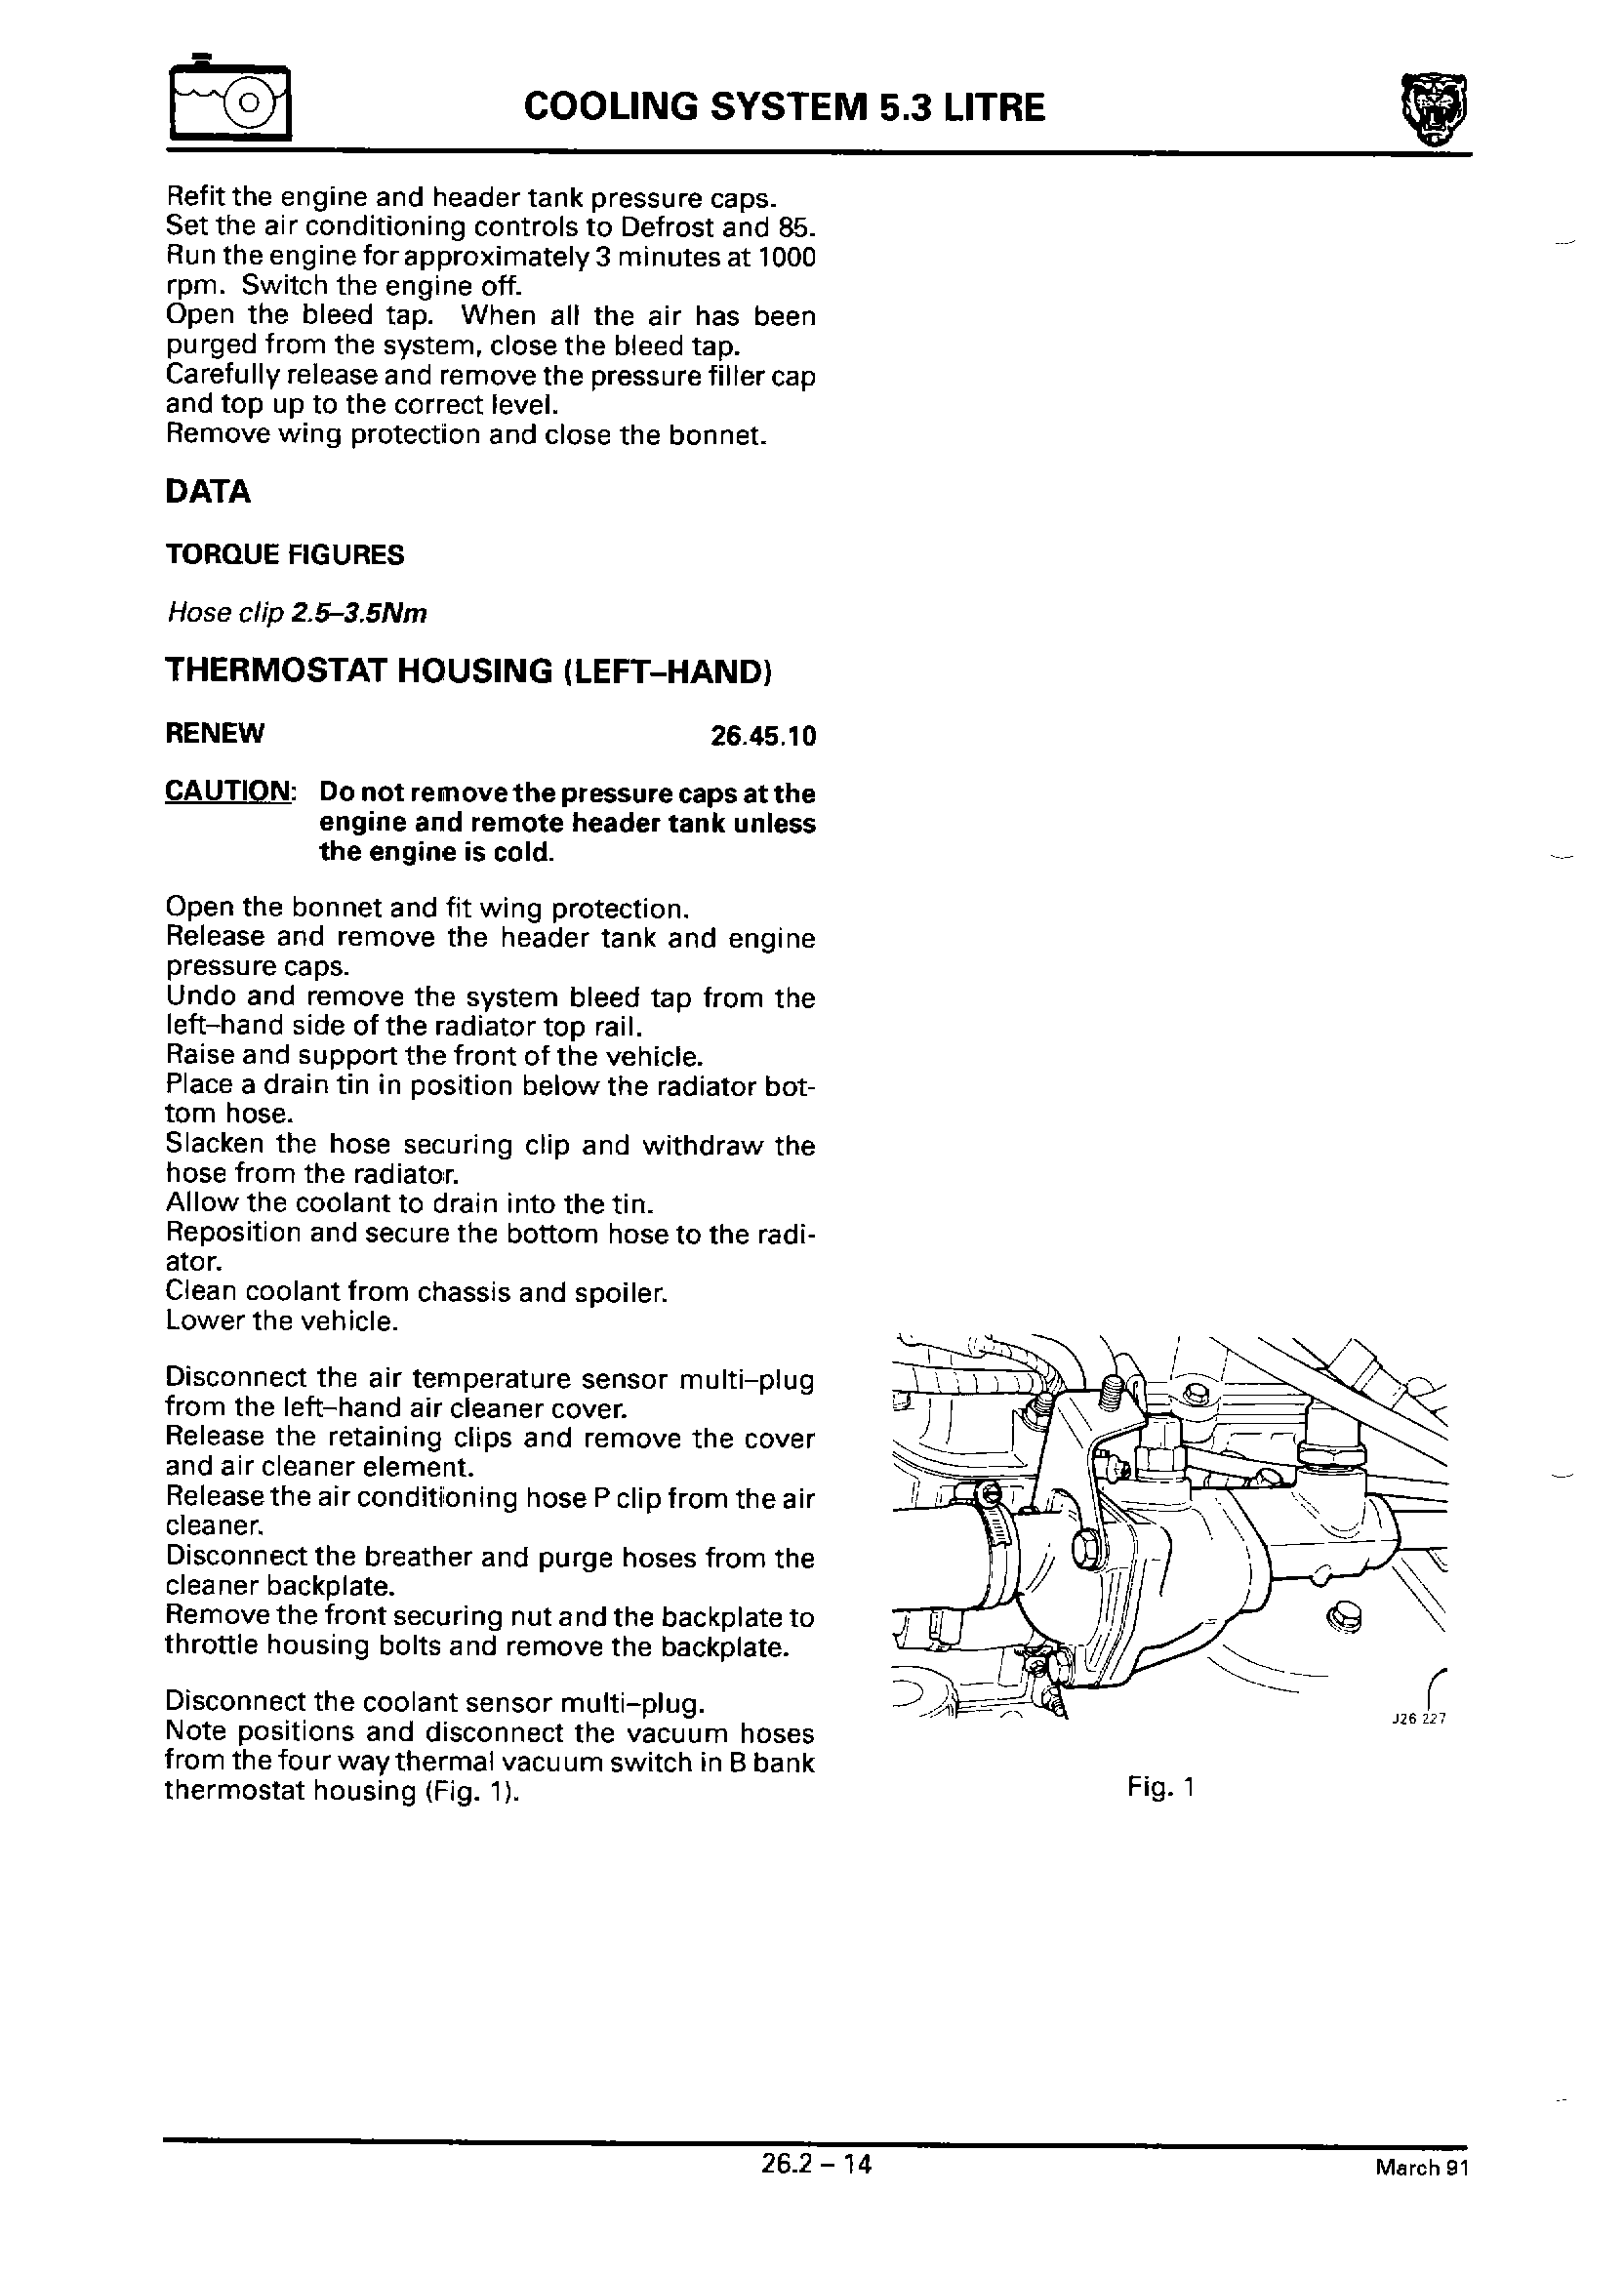 COOLING SYSTEM 5.3 LITRE
Refit the engine and header tank pressure caps.
Set the air conditioning controls to Defrost and 85.
Run the engine for approximately 3 minutes at 1000
rpm. Switch the engine off.
Open the bleed tap. When all the air has been
purged from the system, close the bleed tap.
Carefully release and remove the pressure filler cap
and top up to the correct level.
Remove wing protection and close the bonnet.
DATA
TORQUE FIGURES
Hose clip 2.5–3.5Nm
THERMOSTAT HOUSING (LEFT–HAND)
RENEW 26.45.10
CAUTION: Do not remove the pressure caps at the
engine and remote header tank unless
the engine is cold.
Open the bonnet and fit wing protection.
Release and remove the header tank and engine
pressure caps.
Undo and remove the system bleed tap from the
left–hand side of the radiator top rail.
Raise and support the front of the vehicle.
Place a drain tin in position below the radiator bot-
tom hose.
Slacken the hose securing clip and withdraw the
hose from the radiator.
Allow the coolant to drain into the tin.
Reposition and secure the bottom hose to the radi-
ator.
Clean coolant from chassis and spoiler.
Lower the vehicle.
Disconnect the air temperature sensor multi–plug
from the left–hand air cleaner cover.
Release the retaining clips and remove the cover
and air cleaner element.
Release the air conditioning hose P clip from the air
cleaner.
Disconnect the breather and purge hoses from the
cleaner backplate.
Remove the front securing nut and the backplate to
throttle housing bolts and remove the backplate.
Disconnect the coolant sensor multi–plug.
Note positions and disconnect the vacuum hoses
from the four way thermal vacuum switch in B bank
thermostat housing (Fig. 1).
J26 227
Fig. 1
26.2 – 14
March 91